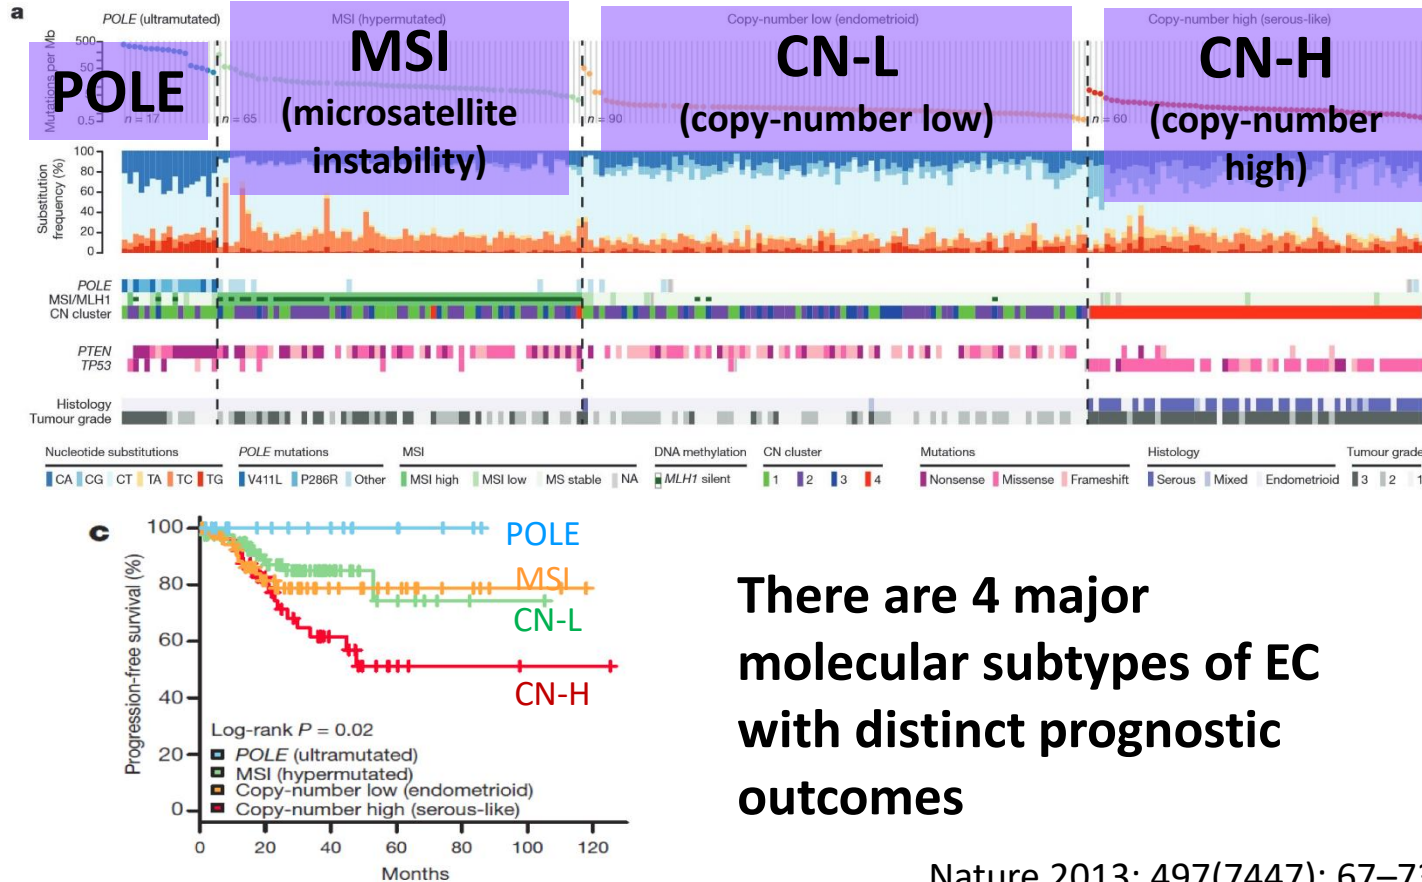 a
POLE (ultramutated)
MSI (hypermutated)
Copy-number low (endometrioid)
Copy-number high (serous-like)
POLE
MSI
(microsatellite
instability)
CN-L
(copy-number low)
CN-H
(copy-number
high)
Mutations per Mb
500
50
0.5
n = 17
n = 65
n = 90
n = 60
Substitution
frequency (%)
100
80
60
40
20
0
POLE
MSI/MLH1
CN cluster
PTEN
TP53
Histology
Tumour grade
Nucleotide substitutions
CA CG CT TA TC TG
POLE mutations
V411L P286R Other
MSI
MSI high MSI low MS stable NA
DNA methylation
MLH1 silent
CN cluster
1 2 3 4
Mutations
Nonsense Missense Frameshift
Histology
Serous Mixed Endometrioid
Tumour grade
3 2 1
c
Progression-free survival (%)
100
80
60
40
20
0
POLE
MSI
CN-L
CN-H
Log-rank P = 0.02
POLE (ultramutated)
MSI (hypermutated)
Copy-number low (endometrioid)
Copy-number high (serous-like)
0 20 40 60 80 100 120
Months
There are 4 major
molecular subtypes of EC
with distinct prognostic
outcomes
Nature 2013; 497(7447): 67–